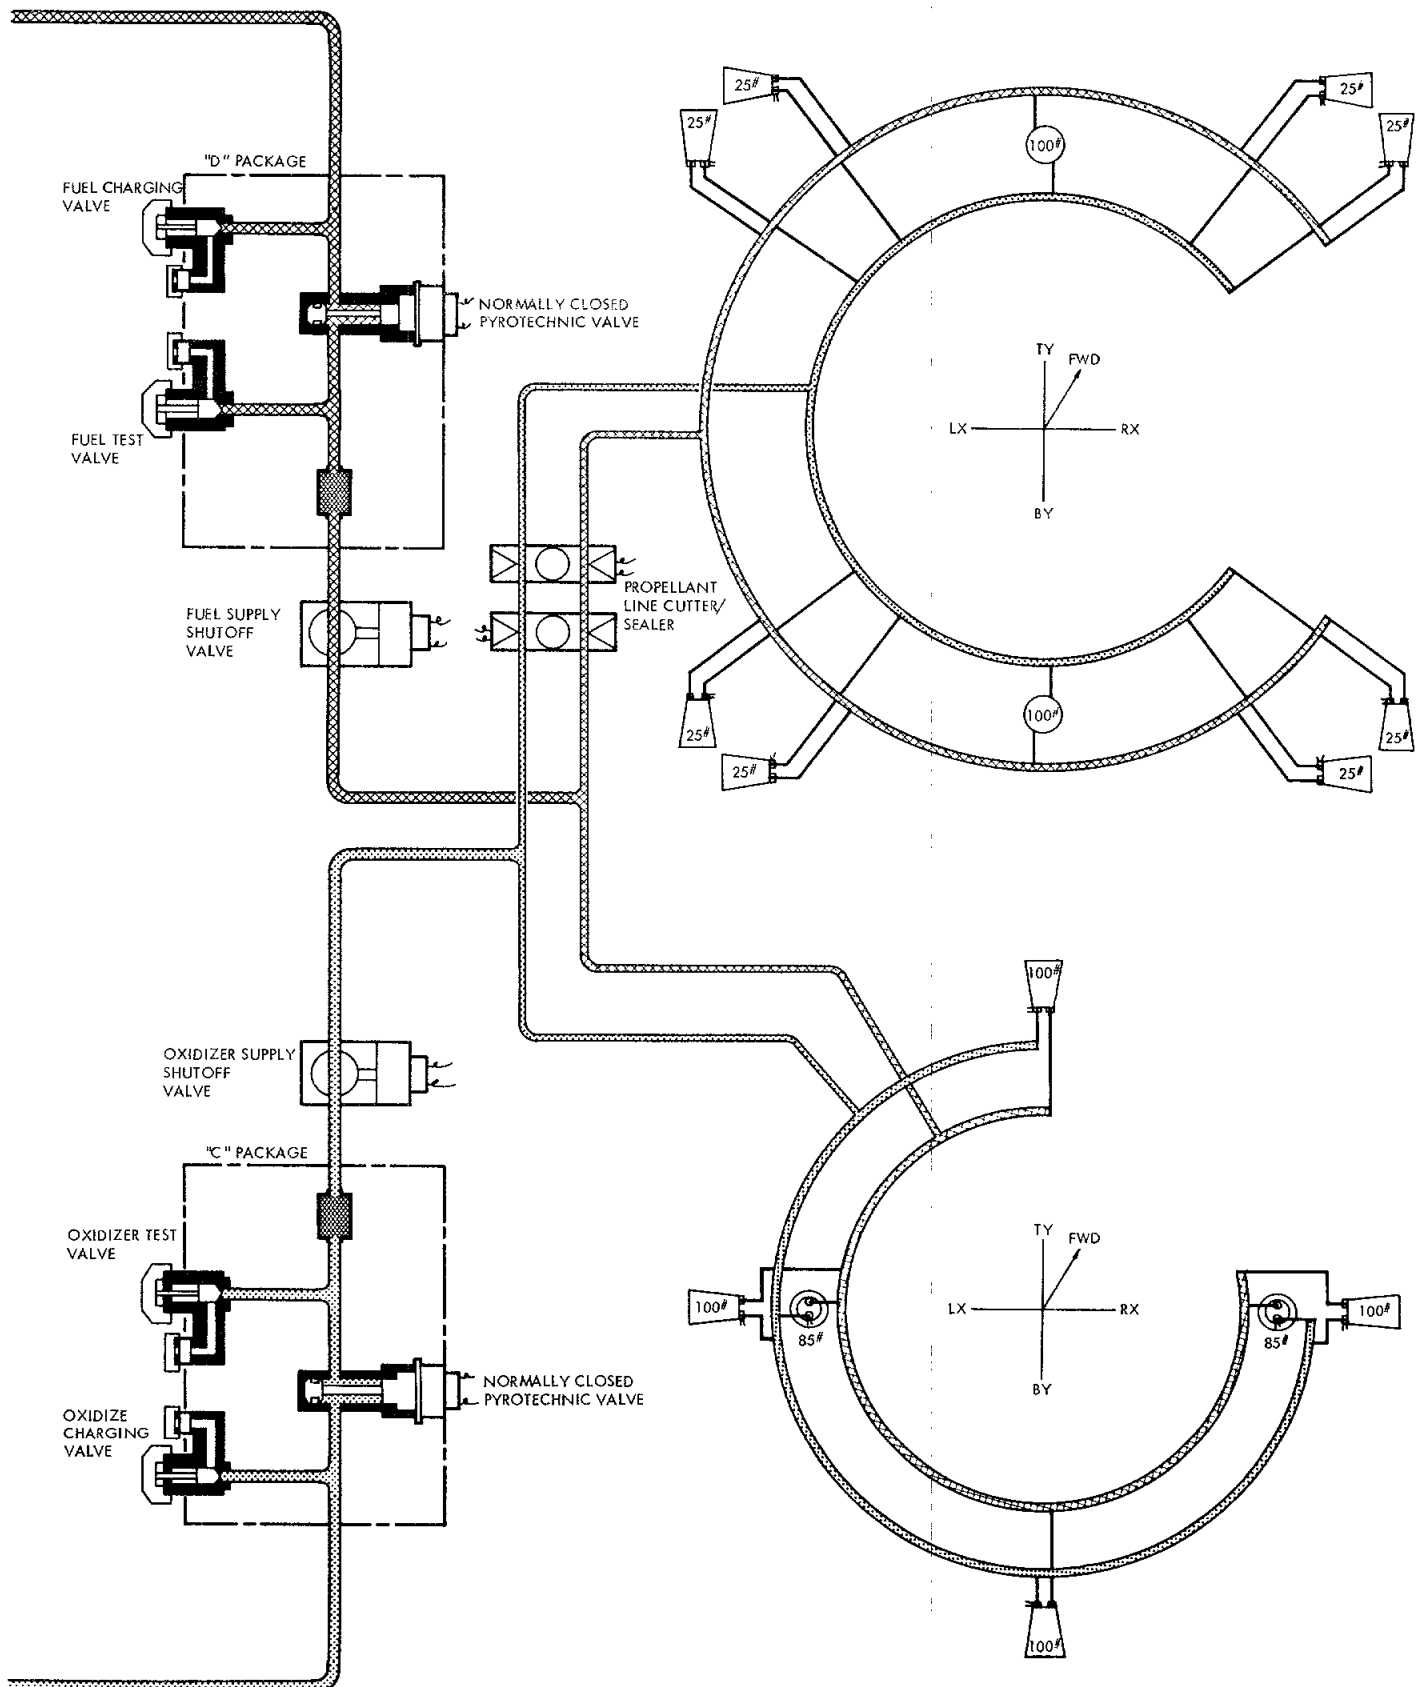 "D" PACKAGE
FUEL CHARGING
VALVE
NORMALLY CLOSED
PYROTECHNIC VALVE
FUEL TEST
VALVE
FUEL SUPPLY
SHUTOFF
VALVE
PROPELLANT
LINE CUTTER/
SEALER
25#
25#
25#
25#
100#
TY
FWD
LX
RX
BY
100#
25#
25#
25#
25#
OXIDIZER SUPPLY
SHUTOFF
VALVE
"C" PACKAGE
OXIDIZER TEST
VALVE
NORMALLY CLOSED
PYROTECHNIC VALVE
OXIDIZE
CHARGING
VALVE
100#
TY
FWD
LX
RX
BY
100#
85#
85#
100#
100#